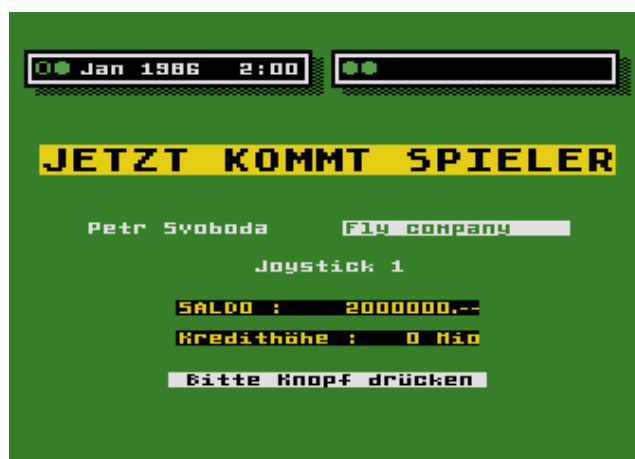 Jan 1986 2:00
JETZT KOMMT SPIELER
Petr Svoboda Fly company
Joystick 1
SALDO : 2000000.--
Kredithöhe : 0 Mio
Bitte Knopf drücken